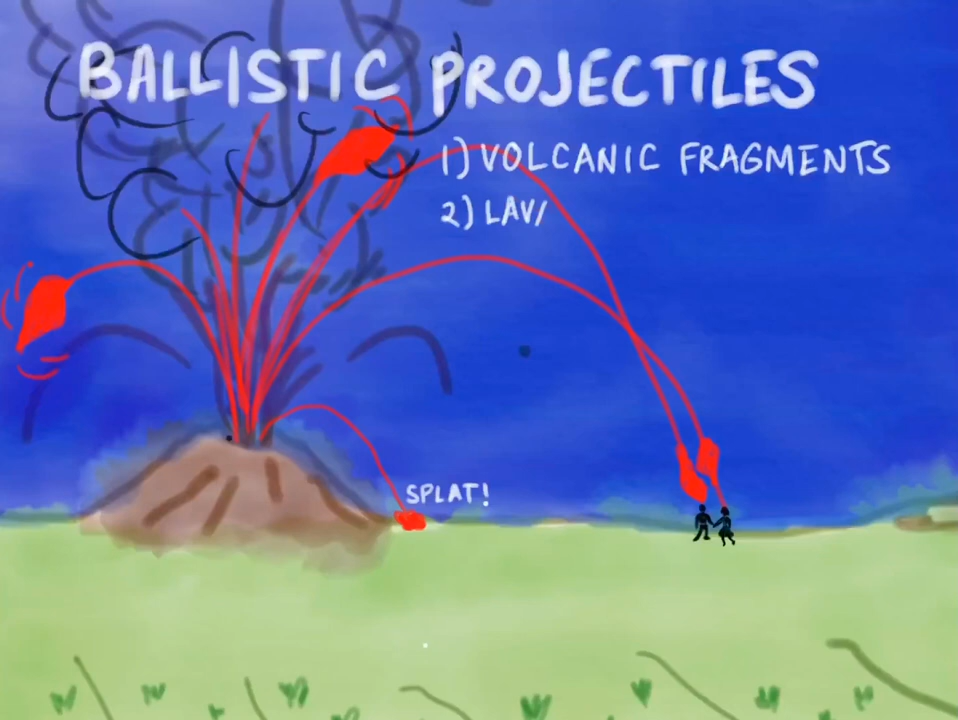 BALLISTIC PROJECTILES
1) VOLCANIC FRAGMENTS
2) LAV/
SPLAT!